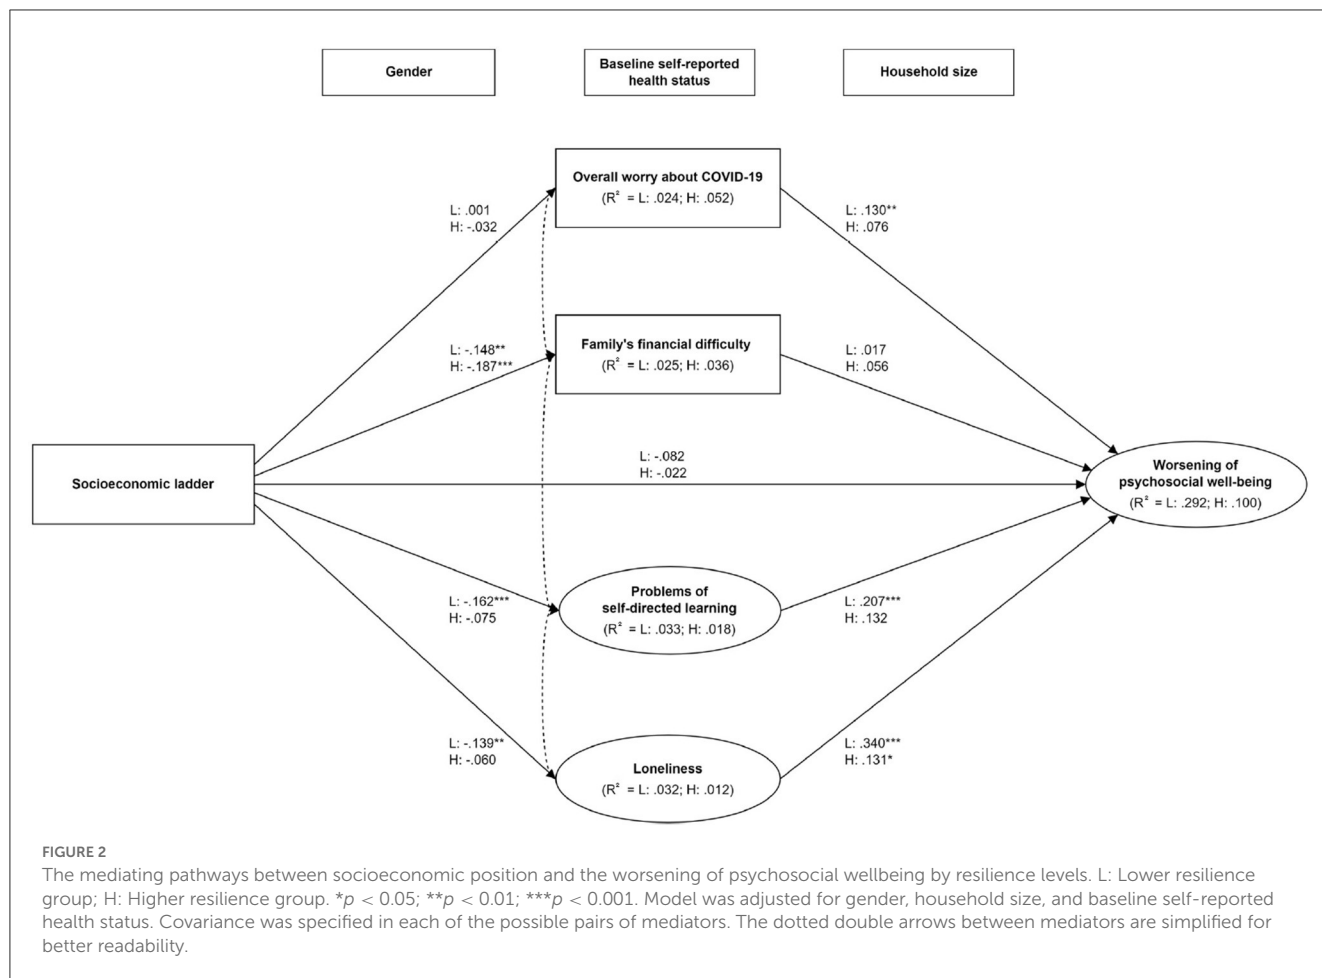 Gender
Baseline self-reported
health status
Household size
Overall worry about COVID-19
(R² = L: .024; H: .052)
L: .001
H: -.032
L: .130**
H: .076
Family's financial difficulty
(R² = L: .025; H: .036)
L: -.148**
H: -.187***
L: .017
H: .056
Socioeconomic ladder
L: -.082
H: -.022
Worsening of
psychosocial well-being
(R² = L: .292; H: .100)
Problems of
self-directed learning
(R² = L: .033; H: .018)
L: -.162***
H: -.075
L: .207***
H: .132
Loneliness
(R² = L: .032; H: .012)
L: -.139**
H: -.060
L: .340***
H: .131*
FIGURE 2
The mediating pathways between socioeconomic position and the worsening of psychosocial wellbeing by resilience levels. L: Lower resilience
group; H: Higher resilience group. *p < 0.05; **p < 0.01; ***p < 0.001. Model was adjusted for gender, household size, and baseline self-reported
health status. Covariance was specified in each of the possible pairs of mediators. The dotted double arrows between mediators are simplified for
better readability.